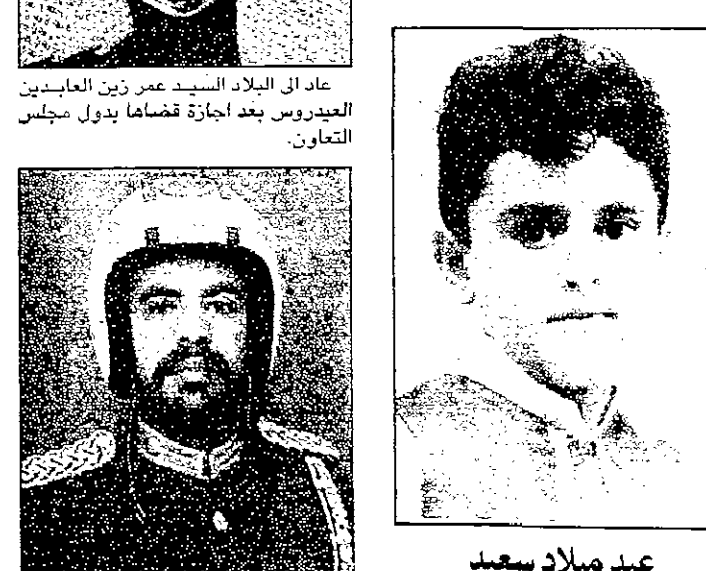 عاد الى البلاد السيد عمر زين العابدين
العيدروس بعد اجازة قضاها بدول مجلس
التعاون.
عيد ميلاد سعيد